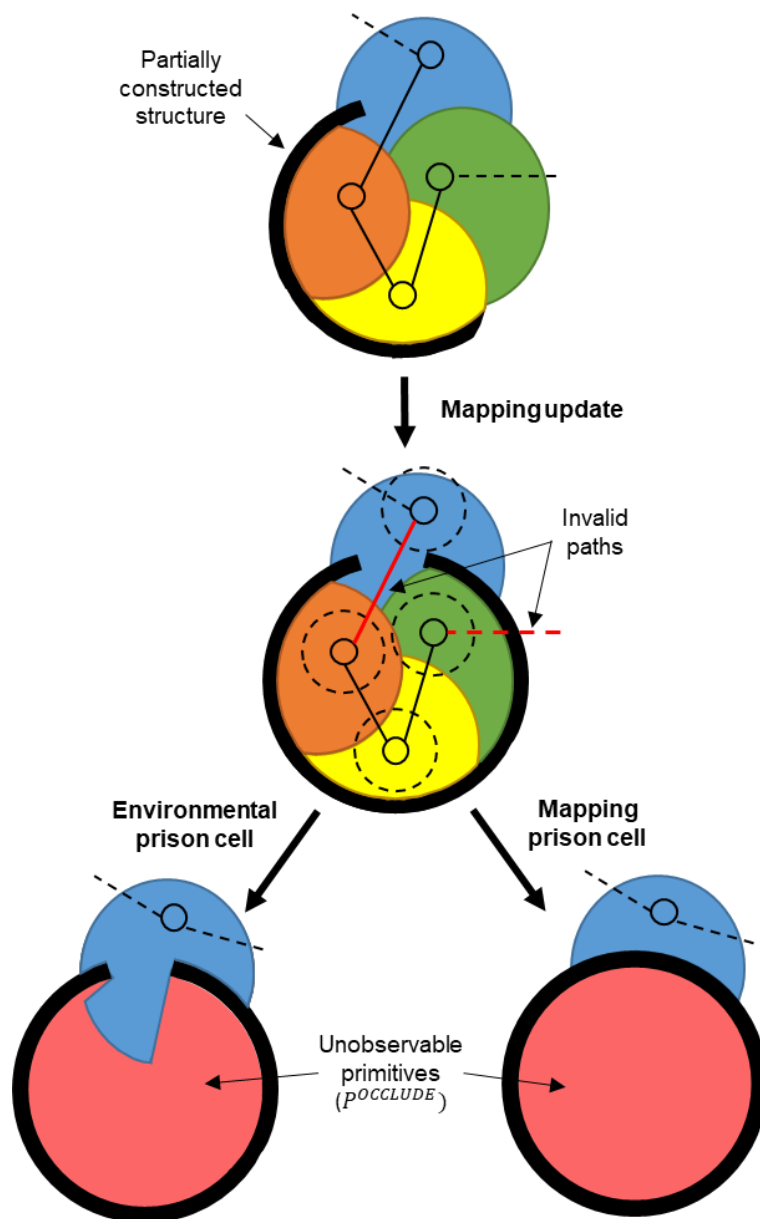 Partially
constructed
structure
Mapping update
Invalid
paths
Environmental
prison cell
Mapping
prison cell
Unobservable
primitives
(P^OCCLUDE)